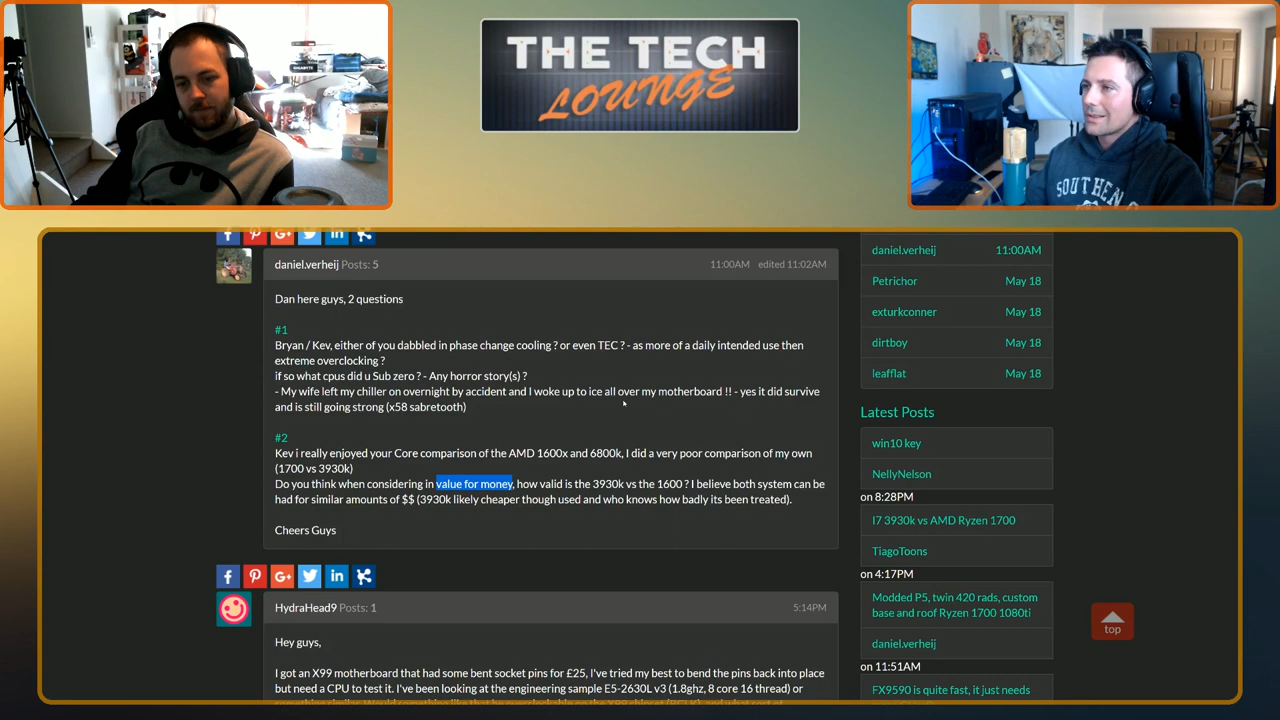 THE TECH
LOUNGE
SOUTHERN
daniel.verheij Posts: 5
11:00AM edited 11:02AM
Dan here guys, 2 questions
#1
Bryan / Kev, either of you dabbled in phase change cooling ? or even TEC ? - as more of a daily intended use then
extreme overclocking ?
if so what cpus did u Sub zero ? - Any horror story(s) ?
- My wife left my chiller on overnight by accident and I woke up to ice all over my motherboard !! - yes it did survive
and is still going strong (x58 sabretooth)
#2
Kev i really enjoyed your Core comparison of the AMD 1600x and 6800k, I did a very poor comparison of my own
(1700 vs 3930k)
Do you think when considering in value for money, how valid is the 3930k vs the 1600 ? I believe both system can be
had for similar amounts of $$ (3930k likely cheaper though used and who knows how badly its been treated).
Cheers Guys
HydraHead9 Posts: 1
5:14PM
Hey guys,
I got an X99 motherboard that had some bent socket pins for £25, I've tried my best to bend the pins back into place
but need a CPU to test it. I've been looking at the engineering sample E5-2630L v3 (1.8ghz, 8 core 16 thread) or
daniel.verheij 11:00AM
Petrichor May 18
exturkconner May 18
dirtboy May 18
leafflat May 18
Latest Posts
win10 key
NellyNelson
on 8:28PM
I7 3930k vs AMD Ryzen 1700
TiagoToons
on 4:17PM
Modded P5, twin 420 rads, custom
base and roof Ryzen 1700 1080ti
daniel.verheij
on 11:51AM
FX9590 is quite fast, it just needs
top